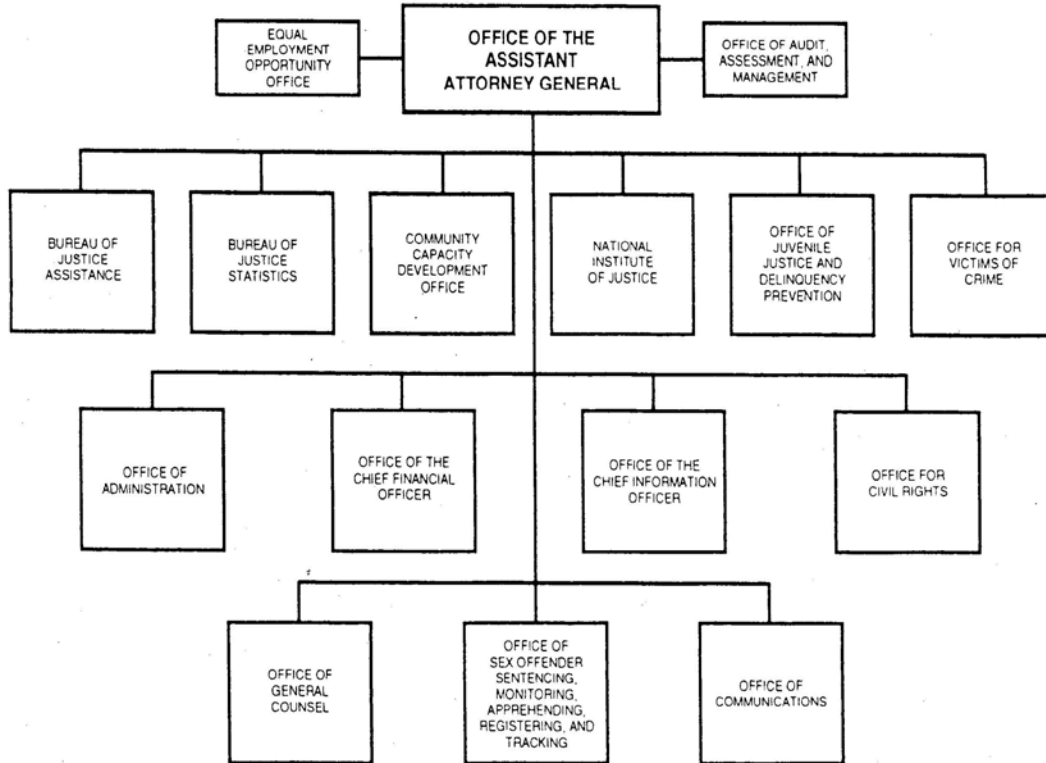 EQUAL
EMPLOYMENT
OPPORTUNITY
OFFICE
OFFICE OF THE
ASSISTANT
ATTORNEY GENERAL
OFFICE OF AUDIT,
ASSESSMENT, AND
MANAGEMENT
BUREAU OF
JUSTICE
ASSISTANCE
BUREAU OF
JUSTICE
STATISTICS
COMMUNITY
CAPACITY
DEVELOPMENT
OFFICE
NATIONAL
INSTITUTE
OF JUSTICE
OFFICE OF
JUVENILE
JUSTICE AND
DELINQUENCY
PREVENTION
OFFICE FOR
VICTIMS OF
CRIME
OFFICE OF
ADMINISTRATION
OFFICE OF THE
CHIEF FINANCIAL
OFFICER
OFFICE OF THE
CHIEF INFORMATION
OFFICER
OFFICE FOR
CIVIL RIGHTS
OFFICE OF
GENERAL
COUNSEL
OFFICE OF
SEX OFFENDER
SENTENCING,
MONITORING,
APPREHENDING,
REGISTERING, AND
TRACKING
OFFICE OF
COMMUNICATIONS